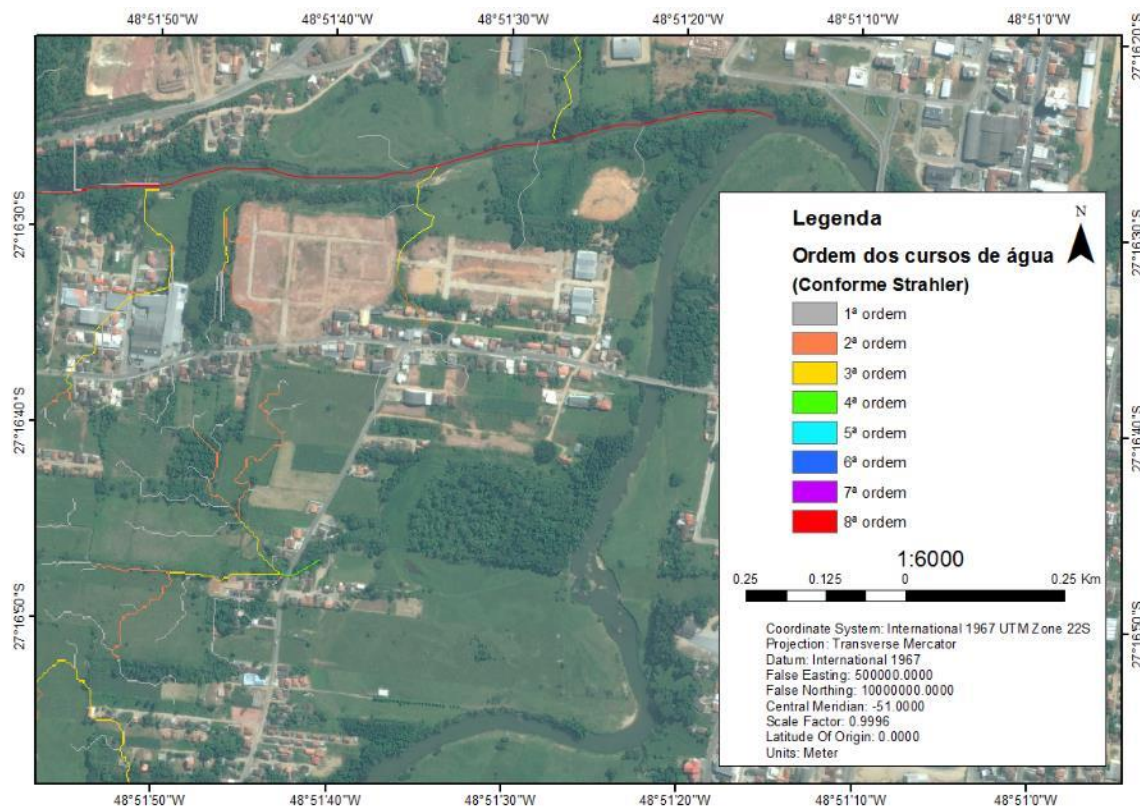 48°51'50"W 48°51'40"W 48°51'30"W 48°51'20"W 48°51'10"W 48°51'0"W
27°16'20"S
27°16'30"S
27°16'30"S
27°16'40"S
27°16'40"S
27°16'50"S
27°16'50"S
Legenda
N
Ordem dos cursos de água
(Conforme Strahler)
1ª ordem
2ª ordem
3ª ordem
4ª ordem
5ª ordem
6ª ordem
7ª ordem
8ª ordem
1:6000
0.25 0.125 0 0.25 Km
Coordinate System: International 1967 UTM Zone 22S
Projection: Transverse Mercator
Datum: International 1967
False Easting: 500000.0000
False Northing: 10000000.0000
Central Meridian: -51.0000
Scale Factor: 0.9996
Latitude Of Origin: 0.0000
Units: Meter
48°51'50"W 48°51'40"W 48°51'30"W 48°51'20"W 48°51'10"W 48°51'0"W